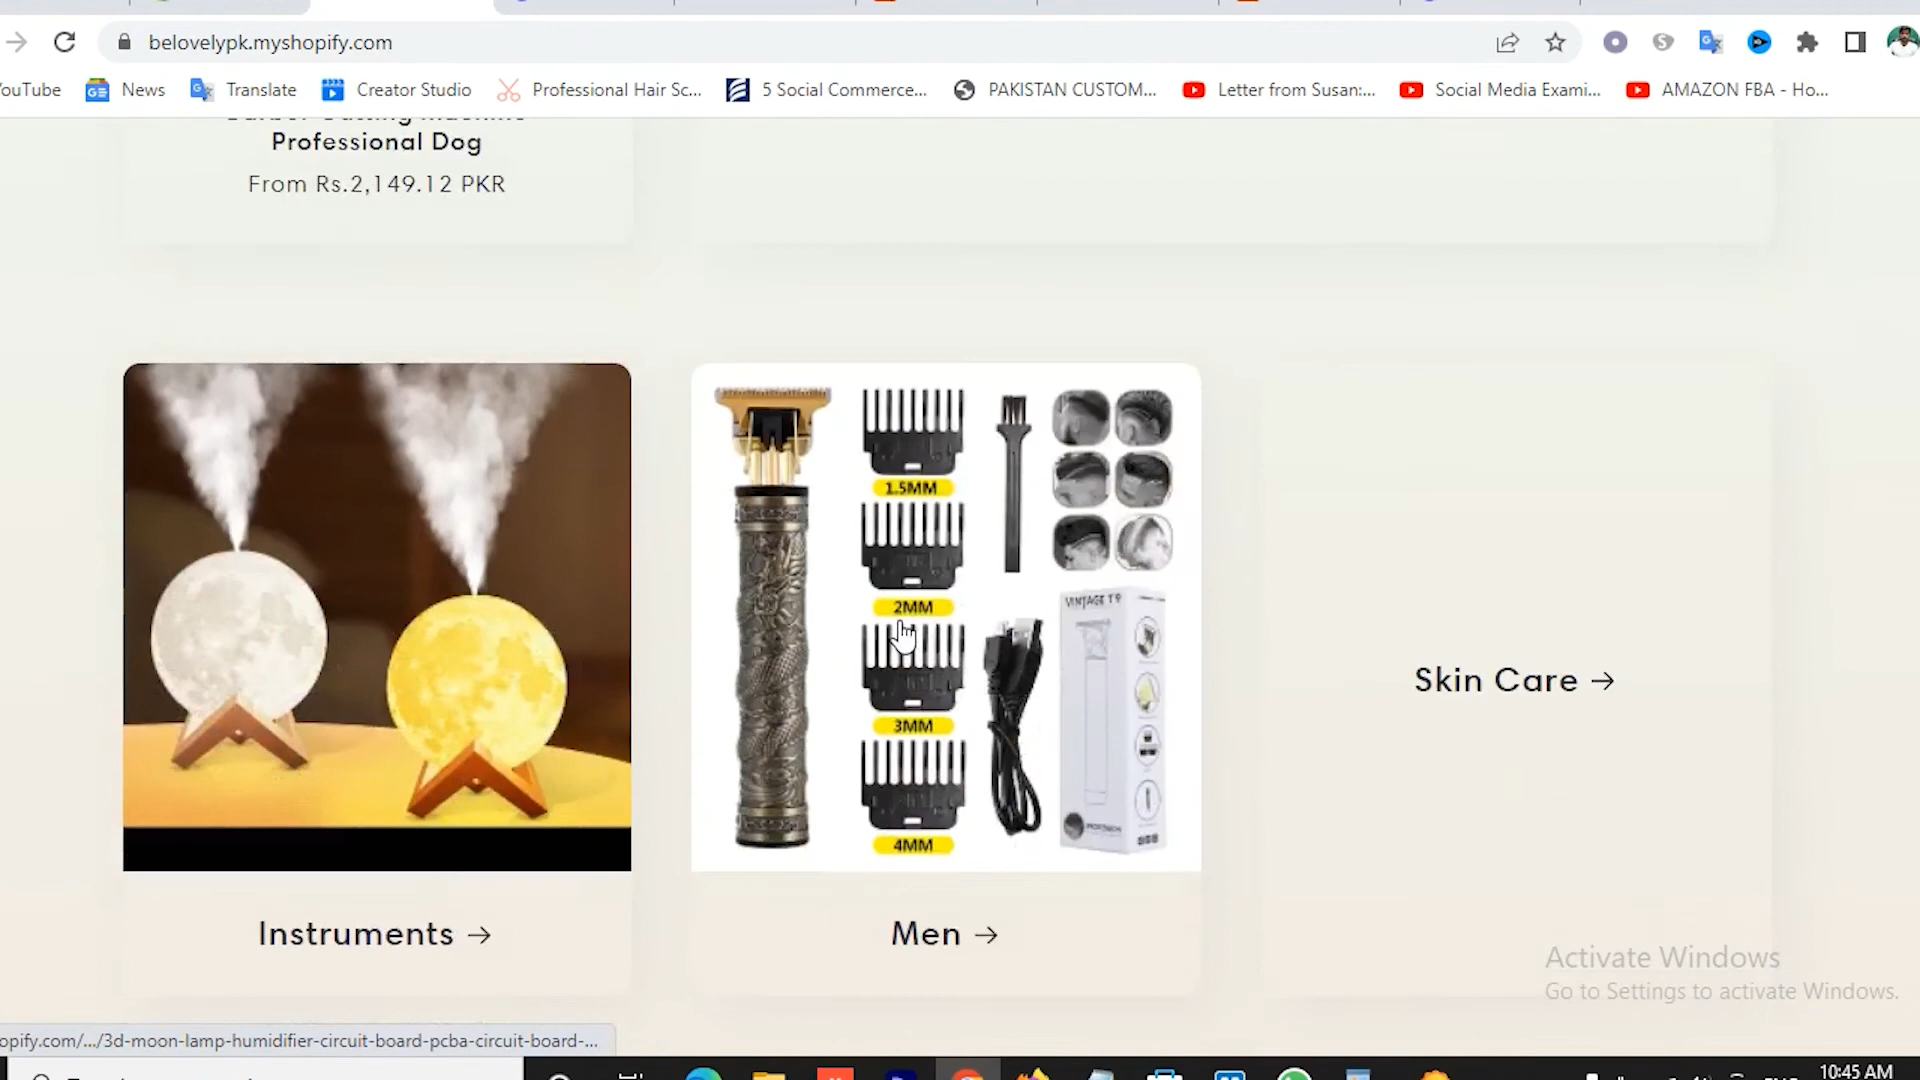 belovelypk.myshopify.com
ouTube
News
Translate
Creator Studio
Professional Hair Sc...
5 Social Commerce...
PAKISTAN CUSTOM...
Letter from Susan:...
Social Media Exami...
AMAZON FBA - Ho...
Professional Dog
From Rs.2,149.12 PKR
1.5MM
2MM
3MM
4MM
VINTAGE T9
Skin Care →
Instruments →
Men →
Activate Windows
Go to Settings to activate Windows.
opify.com/.../3d-moon-lamp-humidifier-circuit-board-pcba-circuit-board-...
10:45 AM